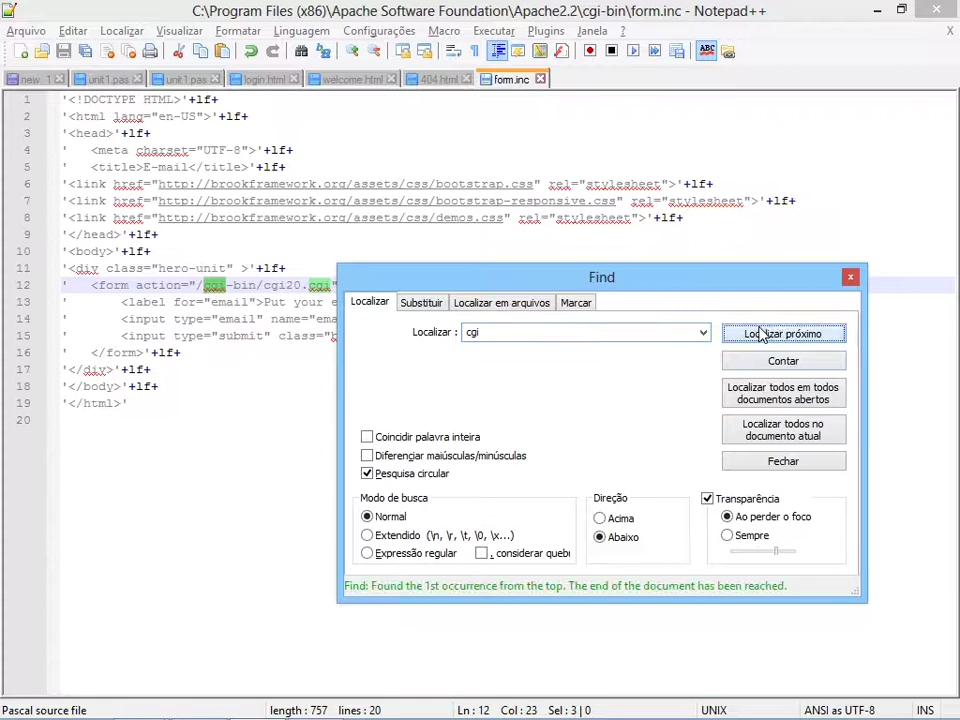 C:\Program Files (x86)\Apache Software Foundation\Apache2.2\cgi-bin\form.inc - Notepad++
Arquivo Editar Localizar Visualizar Formatar Linguagem Configurações Macro Executar Plugins Janela ? X
ABC
new 1 unit1.pas unit1.pas login.html welcome.html 404.html form.inc
1 '<!DOCTYPE HTML>'+lf+
2 '<html lang="en-US">'+lf+
3 '<head>'+lf+
4 ' <meta charset="UTF-8">'+lf+
5 ' <title>E-mail</title>'+lf+
6 '<link href="http://brookframework.org/assets/css/bootstrap.css" rel="stylesheet">'+lf+
7 '<link href="http://brookframework.org/assets/css/bootstrap-responsive.css" rel="stylesheet">'+lf+
8 '<link href="http://brookframework.org/assets/css/demos.css" rel="stylesheet">'+lf+
9 '</head>'+lf+
10 '<body>'+lf+
11 '<div class="hero-unit" >'+lf+
12 ' <form action="/cgi-bin/cgi20.cgi"
13 ' <label for="email">Put your e
14 ' <input type="email" name="ema
15 ' <input type="submit" class="b
16 ' </form>'+lf+
17 '</div>'+lf+
18 '</body>'+lf+
19 '</html>'
20
Find
Localizar Substituir Localizar em arquivos Marcar
Localizar : cgi
Localizar próximo
Contar
Localizar todos em todos
documentos abertos
Localizar todos no
documento atual
Fechar
Coincidir palavra inteira
Diferenciar maiúsculas/minúsculas
Pesquisa circular
Modo de busca
Normal
Extendido (\n, \r, \t, \0, \x...)
Expressão regular . considerar queb
Direção
Acima
Abaixo
Transparência
Ao perder o foco
Sempre
Find: Found the 1st occurrence from the top. The end of the document has been reached.
Pascal source file length : 757 lines : 20 Ln : 12 Col : 23 Sel : 3 | 0 UNIX ANSI as UTF-8 INS